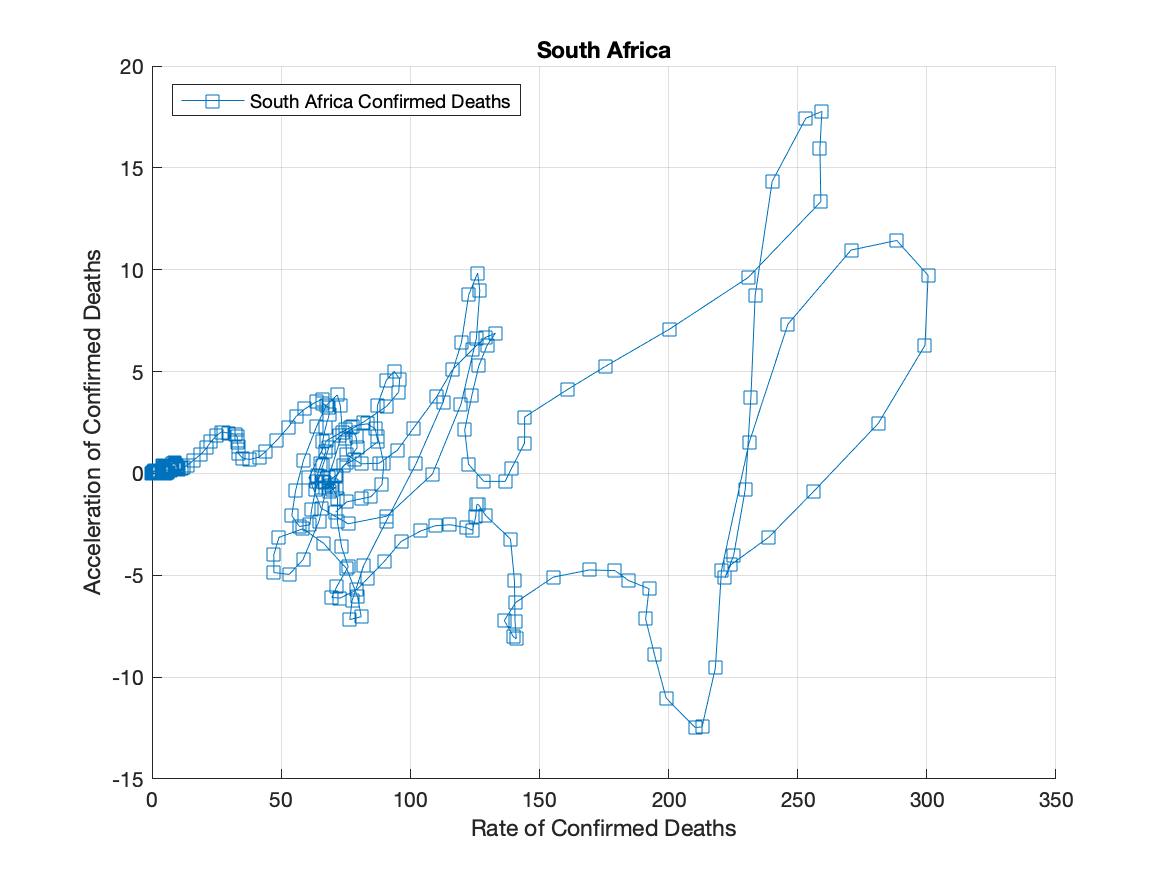 South Africa
20
South Africa Confirmed Deaths
15
10
5
0
-5
-10
-15
Acceleration of Confirmed Deaths
0 50 100 150 200 250 300 350
Rate of Confirmed Deaths